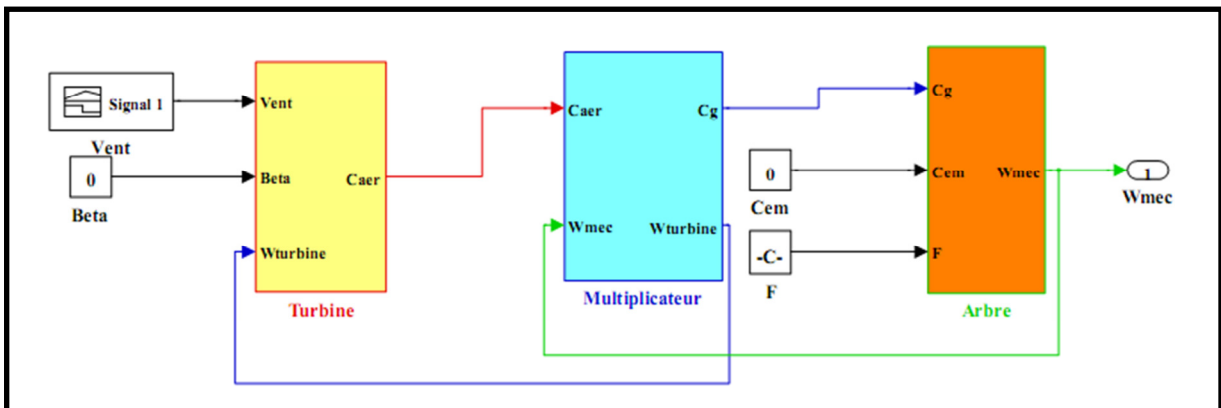 Signal 1
Vent
0
Beta
Vent
Beta
Wturbine
Caer
Turbine
Caer
Wmec
Cg
Wturbine
Multiplicateur
0
Cem
-C-
F
Cg
Cem
F
Wmec
Arbre
1
Wmec